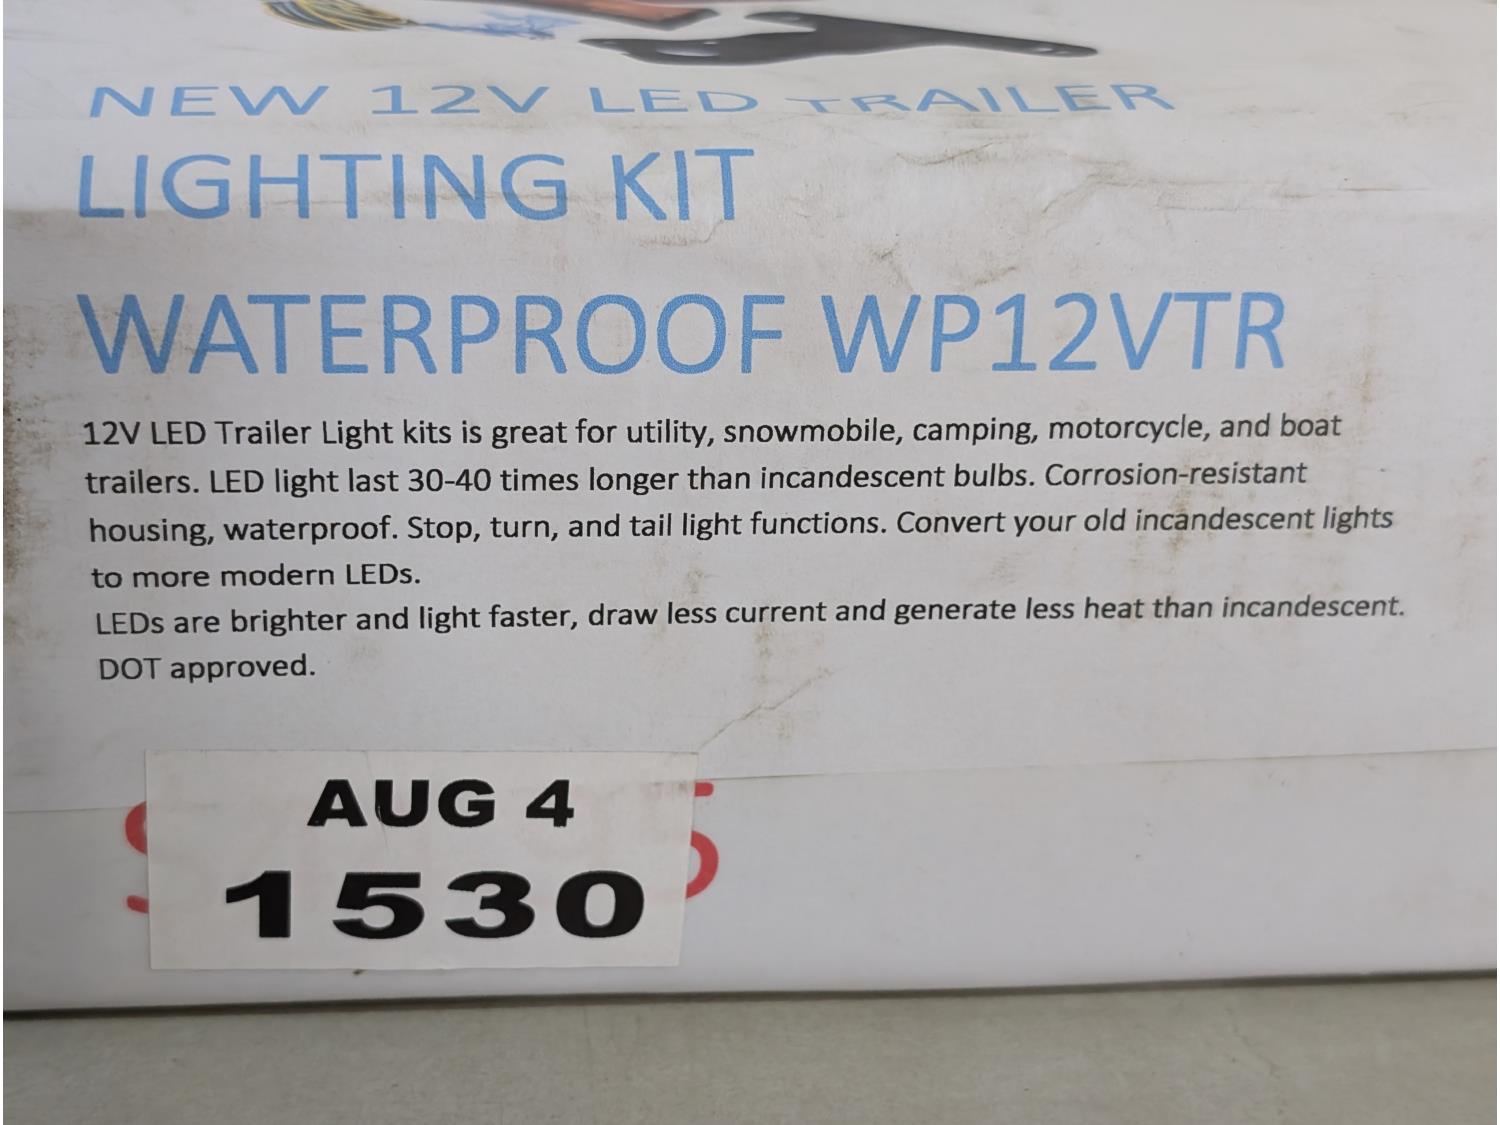 NEW 12V LED TRAILER
LIGHTING KIT
WATERPROOF WP12VTR
12V LED Trailer Light kits is great for utility, snowmobile, camping, motorcycle, and boat
trailers. LED light last 30-40 times longer than incandescent bulbs. Corrosion-resistant
housing, waterproof. Stop, turn, and tail light functions. Convert your old incandescent lights
to more modern LEDs.
LEDs are brighter and light faster, draw less current and generate less heat than incandescent.
DOT approved.
AUG 4
1530